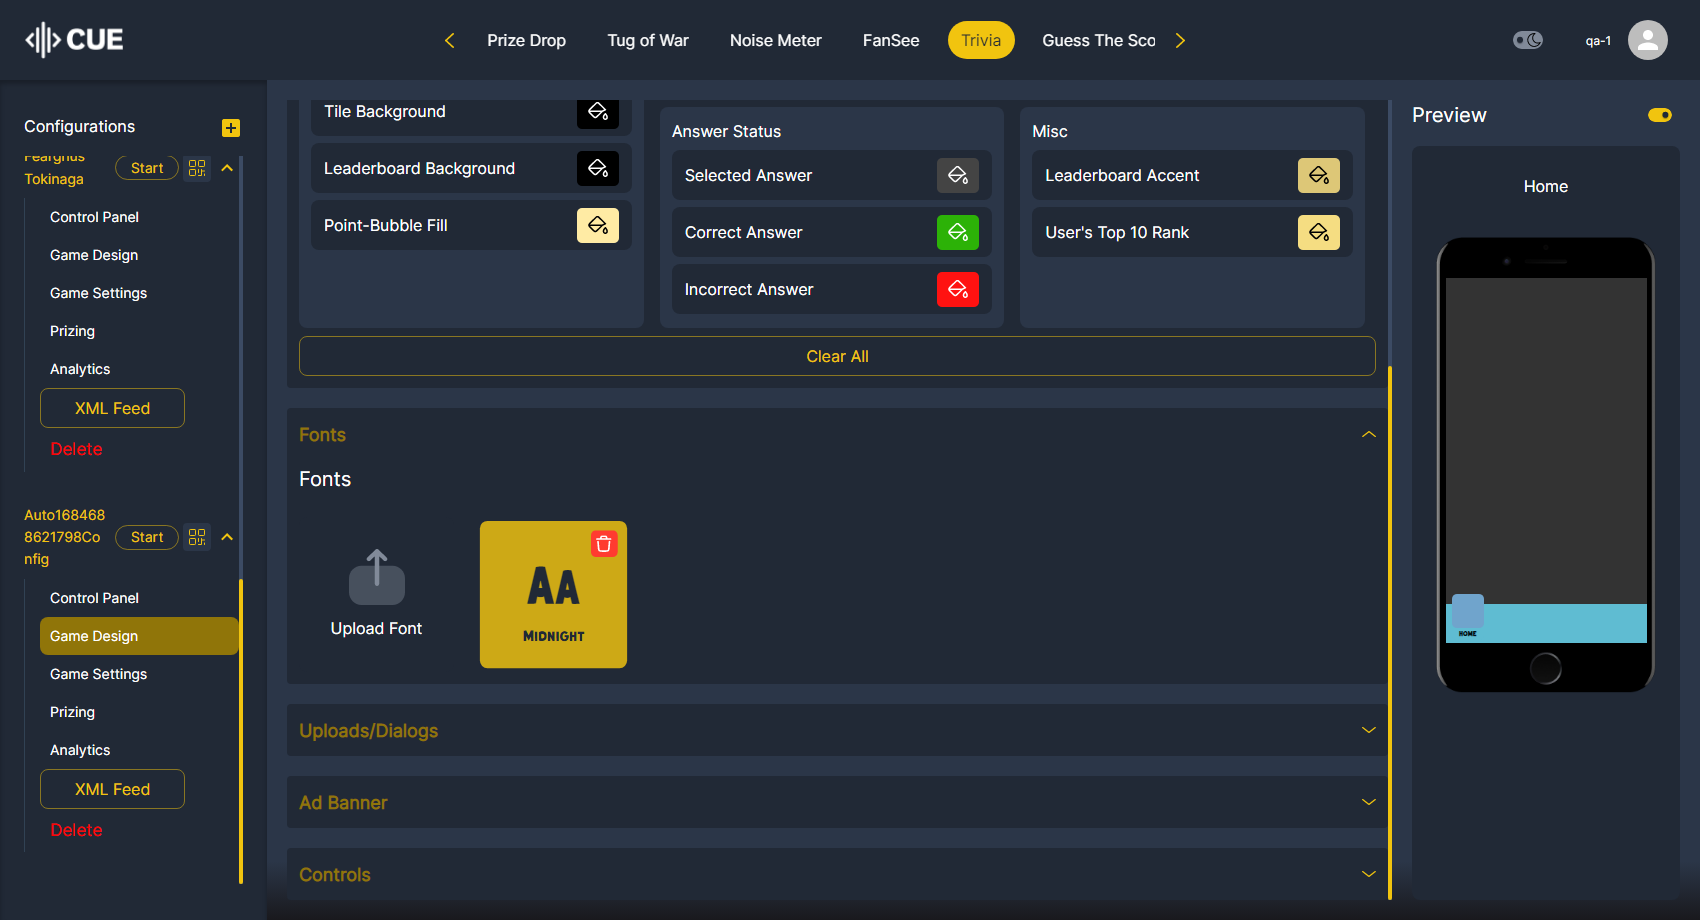 CUE
Prize Drop
Tug of War
Noise Meter
FanSee
Trivia
Guess The Sco
qa-1
Configurations
Fearghus
Tokinaga
Start
Control Panel
Game Design
Game Settings
Prizing
Analytics
XML Feed
Delete
Auto168468
8621798Co
nfig
Start
Control Panel
Game Design
Game Settings
Prizing
Analytics
XML Feed
Delete
Tile Background
Leaderboard Background
Point-Bubble Fill
Answer Status
Selected Answer
Correct Answer
Incorrect Answer
Misc
Leaderboard Accent
User's Top 10 Rank
Clear All
Fonts
Fonts
Upload Font
AA
MIDNIGHT
Uploads/Dialogs
Ad Banner
Controls
Preview
Home
HOME